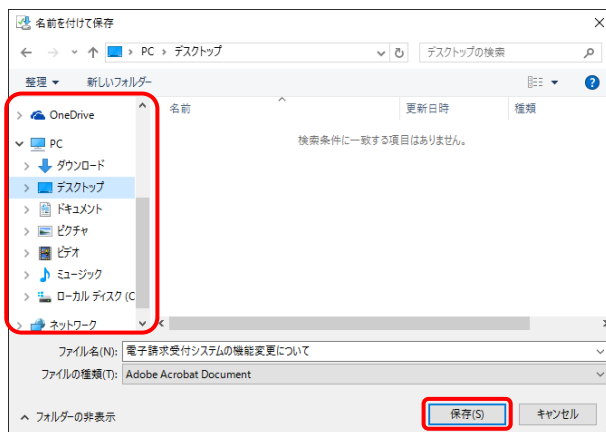 名前を付けて保存
PC › デスクトップ
デスクトップの検索
整理
新しいフォルダー
名前
更新日時
種類
検索条件に一致する項目はありません。
OneDrive
PC
ダウンロード
デスクトップ
ドキュメント
ピクチャ
ビデオ
ミュージック
ローカル ディスク (C
ネットワーク
ファイル名(N): 電子請求受付システムの機能変更について
ファイルの種類(T): Adobe Acrobat Document
フォルダーの非表示
保存(S)
キャンセル